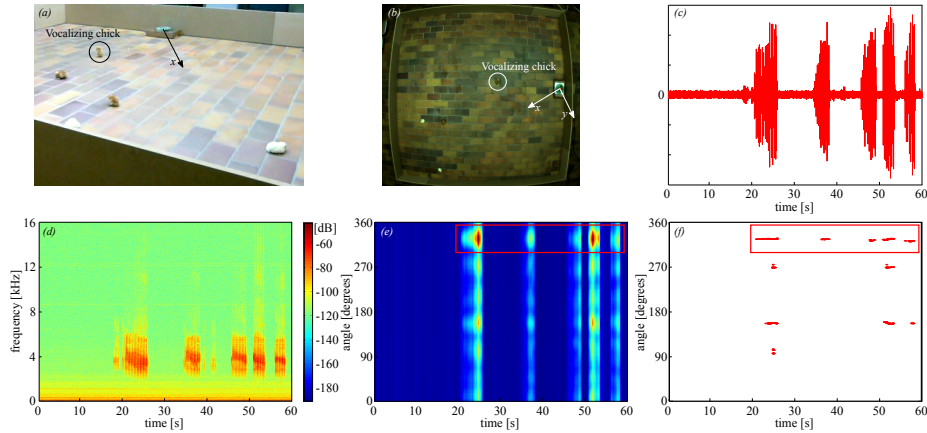 (a)
Vocalizing chick
x
(b)
Vocalizing chick
x
y
(c)
0
0 10 20 30 40 50 60
time [s]
(d)
16
12
8
4
0
frequency [kHz]
0 10 20 30 40 50 60
time [s]
[dB]
-60
-80
-100
-120
-140
-160
-180
(e)
360
270
180
90
0
angle [degrees]
0 10 20 30 40 50 60
time [s]
(f)
360
270
180
90
0
angle [degrees]
0 10 20 30 40 50 60
time [s]